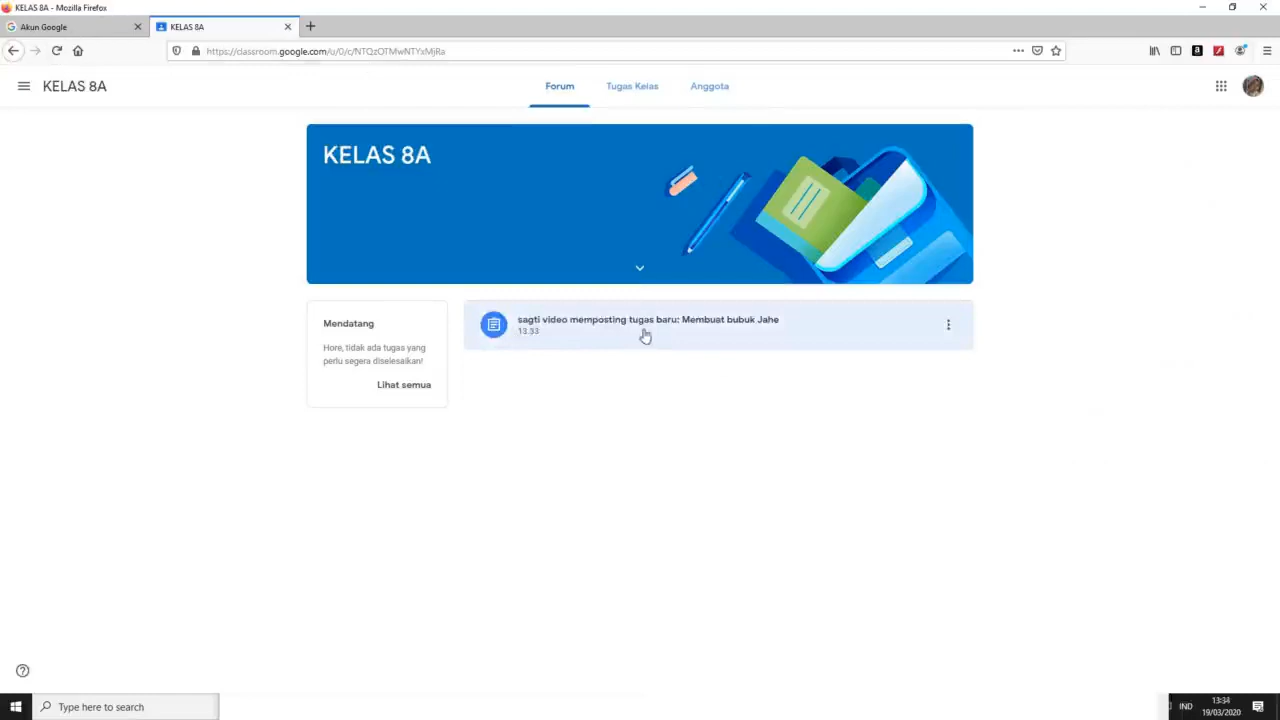 KELAS 8A - Mozilla Firefox
Akun Google
KELAS 8A
https://classroom.google.com/u/0/c/NTQzOTMwNTYxMjRa
KELAS 8A
Forum
Tugas Kelas
Anggota
KELAS 8A
Mendatang
Hore, tidak ada tugas yang
perlu segera diselesaikan!
Lihat semua
sagti video memposting tugas baru: Membuat bubuk Jahe
13.33
Type here to search
IND
13:34
19/03/2020